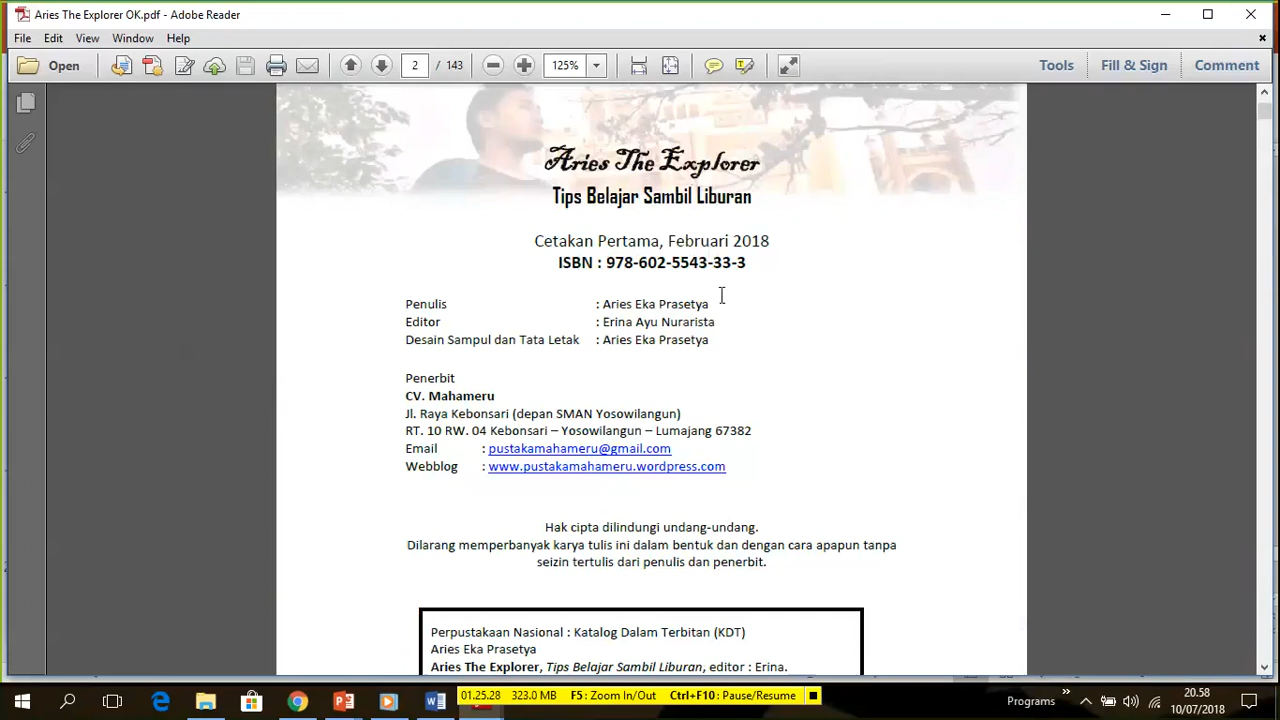 Aries The Explorer OK.pdf - Adobe Reader
File Edit View Window Help
Open 2 / 143 125% Tools Fill & Sign Comment
Aries The Explorer
Tips Belajar Sambil Liburan
Cetakan Pertama, Februari 2018
ISBN : 978-602-5543-33-3
Penulis : Aries Eka Prasetya
Editor : Erina Ayu Nurarista
Desain Sampul dan Tata Letak : Aries Eka Prasetya
Penerbit
CV. Mahameru
Jl. Raya Kebonsari (depan SMAN Yosowilangun)
RT. 10 RW. 04 Kebonsari – Yosowilangun – Lumajang 67382
Email : pustakamahameru@gmail.com
Webblog : www.pustakamahameru.wordpress.com
Hak cipta dilindungi undang-undang.
Dilarang memperbanyak karya tulis ini dalam bentuk dan dengan cara apapun tanpa
seizin tertulis dari penulis dan penerbit.
Perpustakaan Nasional : Katalog Dalam Terbitan (KDT)
Aries Eka Prasetya
Aries The Explorer, Tips Belajar Sambil Liburan, editor : Erina.
01.25.28 323.0 MB F5: Zoom In/Out Ctrl+F10: Pause/Resume
Programs
20.58
10/07/2018